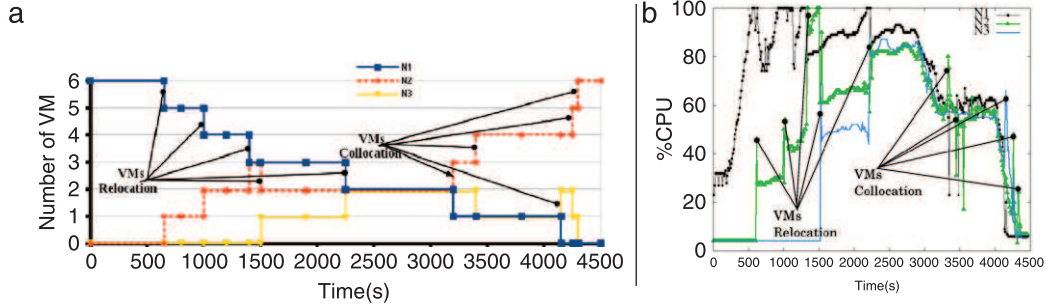 a
N1
N2
N3
6
5
4
3
2
1
0
Number of VM
VMs
Relocation
VMs
Collocation
0
500
1000
1500
2000
2500
3000
3500
4000
4500
Time(s)
b
100
80
60
40
20
0
%CPU
N1
N3
VMs
Relocation
VMs
Collocation
0
500
1000
1500
2000
2500
3000
3500
4000
4500
Time(s)